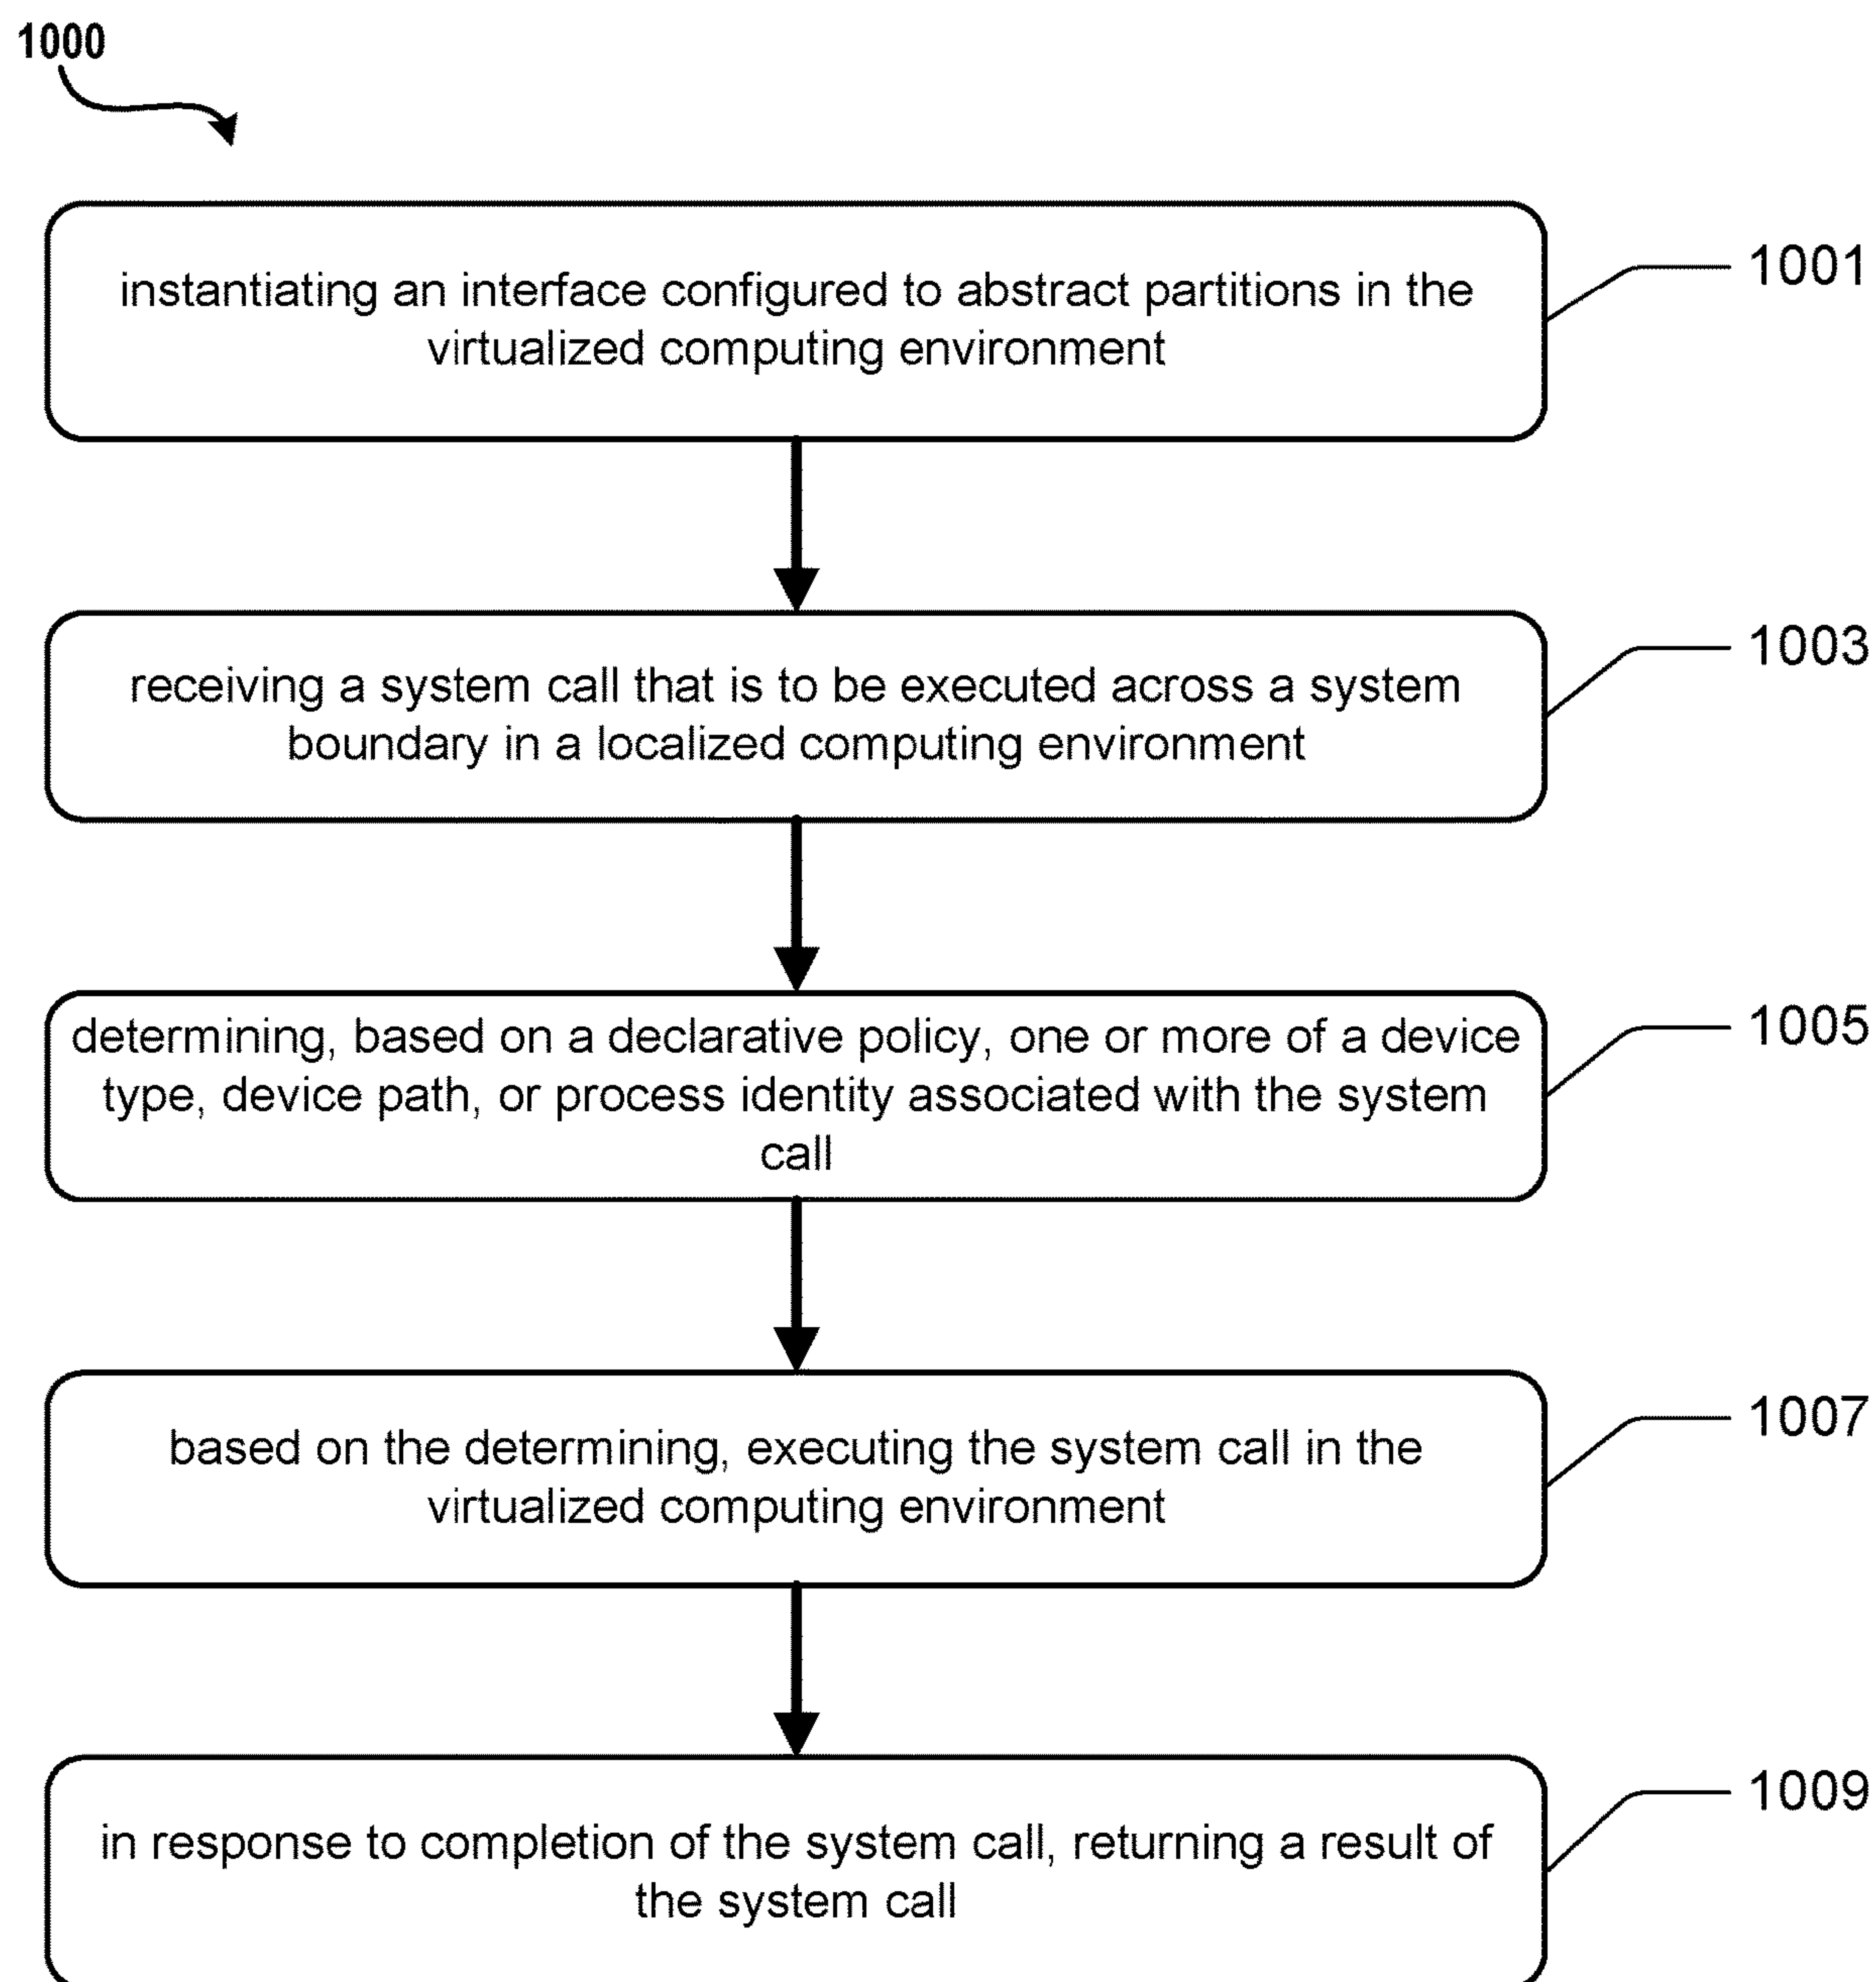 1000
instantiating an interface configured to abstract partitions in the
virtualized computing environment
1001
receiving a system call that is to be executed across a system
boundary in a localized computing environment
1003
determining, based on a declarative policy, one or more of a device
type, device path, or process identity associated with the system
call
1005
based on the determining, executing the system call in the
virtualized computing environment
1007
in response to completion of the system call, returning a result of
the system call
1009